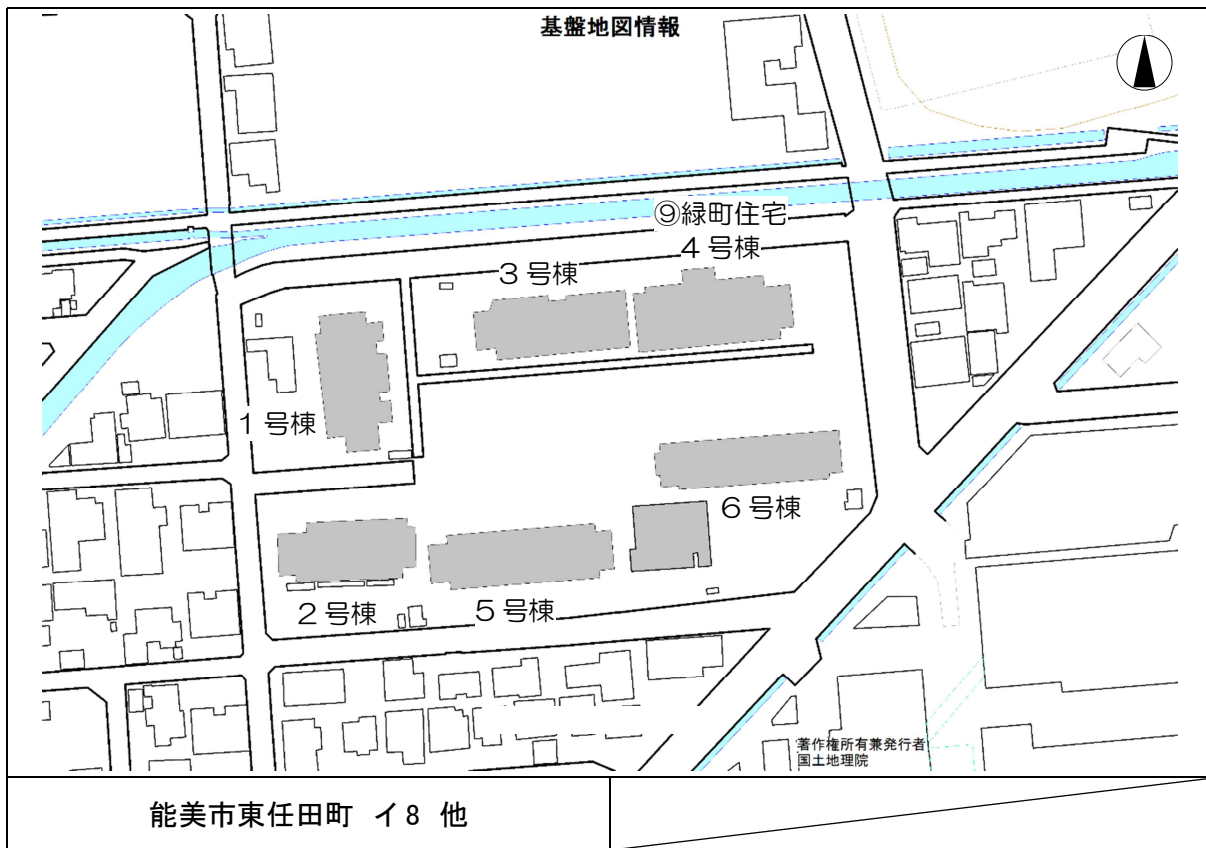 基盤地図情報
⑨緑町住宅
4号棟
3号棟
1号棟
6号棟
2号棟
5号棟
著作権所有兼発行者
国土地理院
能美市東任田町 イ8 他